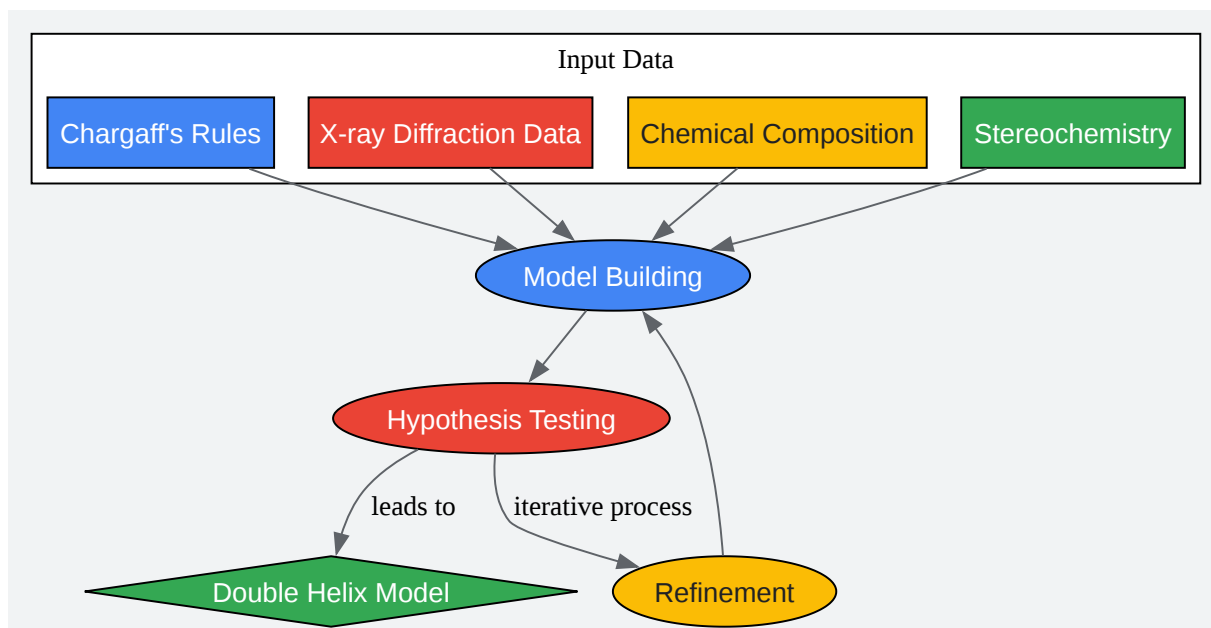 Input Data
Chargaff's Rules
X-ray Diffraction Data
Chemical Composition
Stereochemistry
Model Building
Hypothesis Testing
leads to
iterative process
Double Helix Model
Refinement